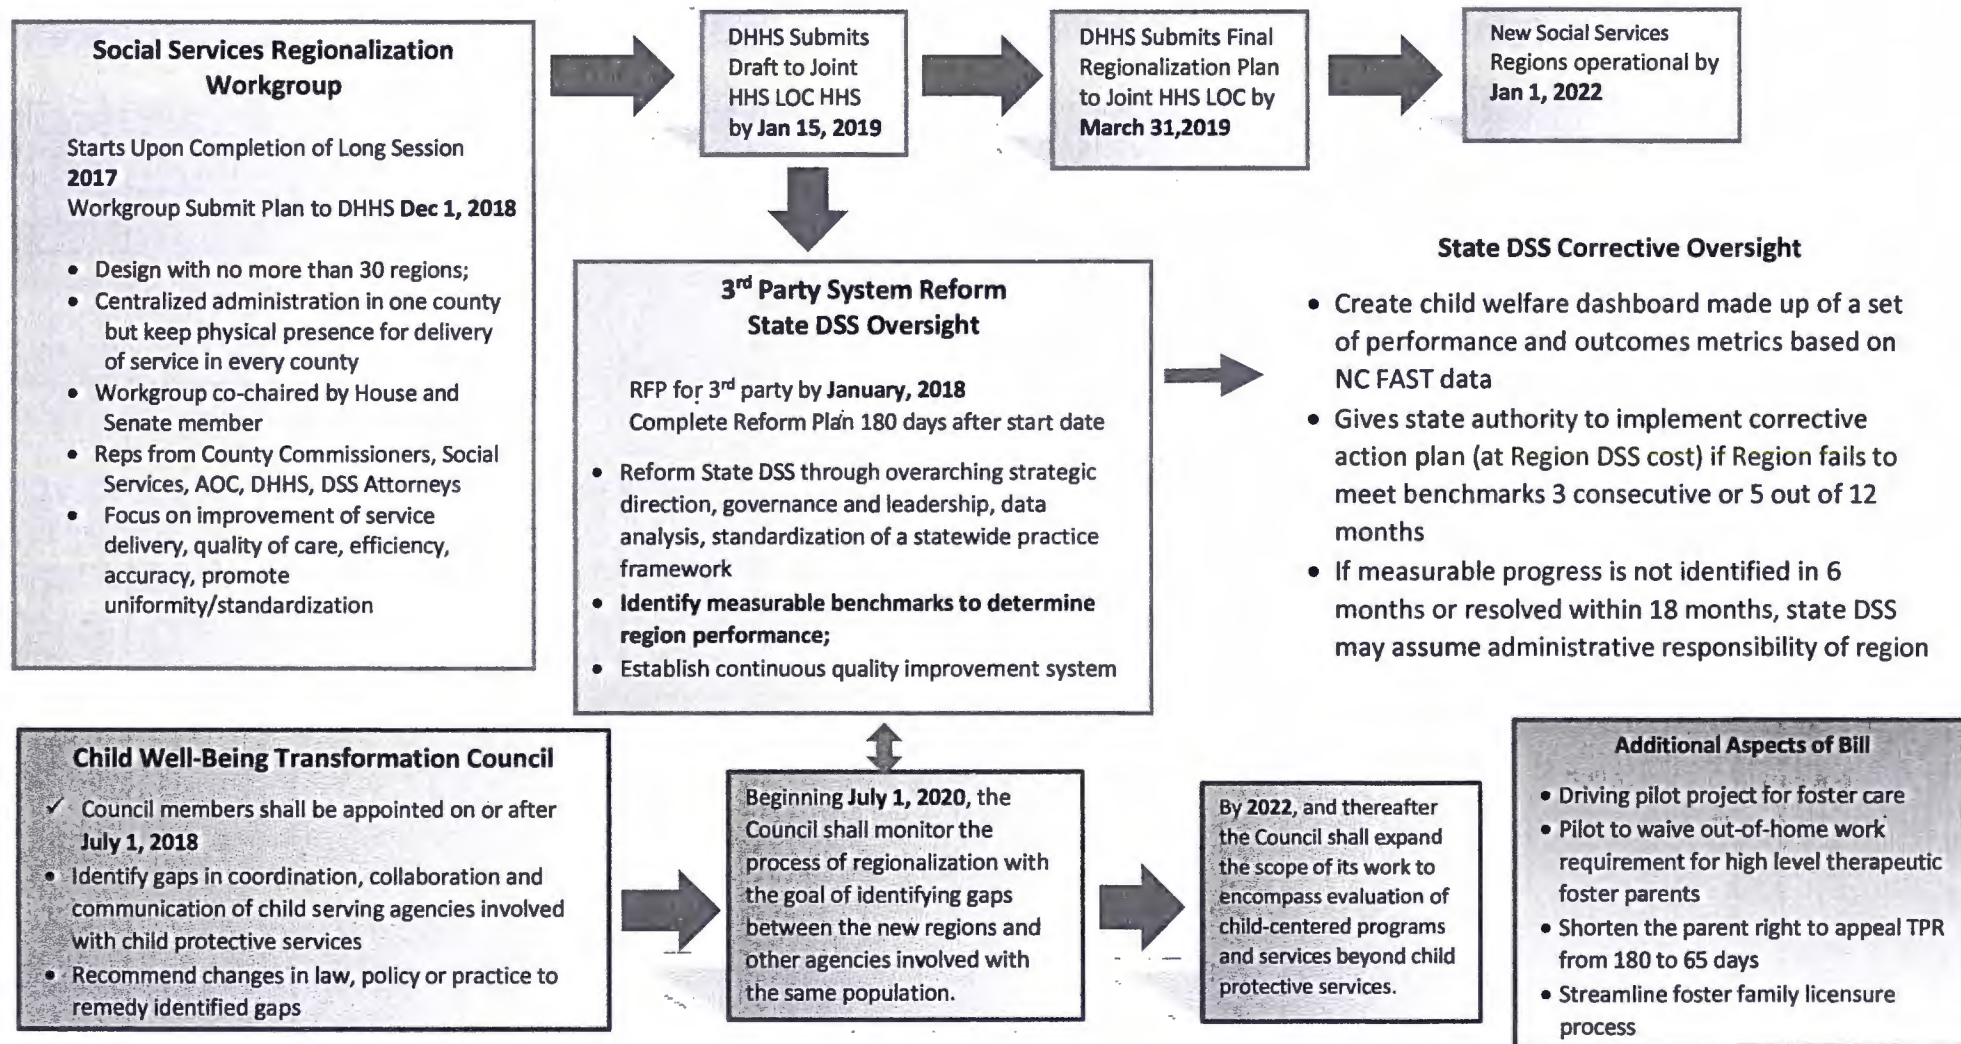 Social Services Regionalization
Workgroup
Starts Upon Completion of Long Session
2017
Workgroup Submit Plan to DHHS Dec 1, 2018
• Design with no more than 30 regions;
• Centralized administration in one county
but keep physical presence for delivery
of service in every county
• Workgroup co-chaired by House and
Senate member
• Reps from County Commissioners, Social
Services, AOC, DHHS, DSS Attorneys
• Focus on improvement of service
delivery, quality of care, efficiency,
accuracy, promote
uniformity/standardization
DHHS Submits
Draft to Joint
HHS LOC HHS
by Jan 15, 2019
DHHS Submits Final
Regionalization Plan
to Joint HHS LOC by
March 31,2019
New Social Services
Regions operational by
Jan 1, 2022
3rd Party System Reform
State DSS Oversight
RFP for 3rd party by January, 2018
Complete Reform Plan 180 days after start date
• Reform State DSS through overarching strategic
direction, governance and leadership, data
analysis, standardization of a statewide practice
framework
• Identify measurable benchmarks to determine
region performance;
• Establish continuous quality improvement system
State DSS Corrective Oversight
• Create child welfare dashboard made up of a set
of performance and outcomes metrics based on
NC FAST data
• Gives state authority to implement corrective
action plan (at Region DSS cost) if Region fails to
meet benchmarks 3 consecutive or 5 out of 12
months
• If measurable progress is not identified in 6
months or resolved within 18 months, state DSS
may assume administrative responsibility of region
Child Well-Being Transformation Council
✓ Council members shall be appointed on or after
July 1, 2018
• Identify gaps in coordination, collaboration and
communication of child serving agencies involved
with child protective services
• Recommend changes in law, policy or practice to
remedy identified gaps
Beginning July 1, 2020, the
Council shall monitor the
process of regionalization with
the goal of identifying gaps
between the new regions and
other agencies involved with
the same population.
By 2022, and thereafter
the Council shall expand
the scope of its work to
encompass evaluation of
child-centered programs
and services beyond child
protective services.
Additional Aspects of Bill
• Driving pilot project for foster care
• Pilot to waive out-of-home work
requirement for high level therapeutic
foster parents
• Shorten the parent right to appeal TPR
from 180 to 65 days
• Streamline foster family licensure
process